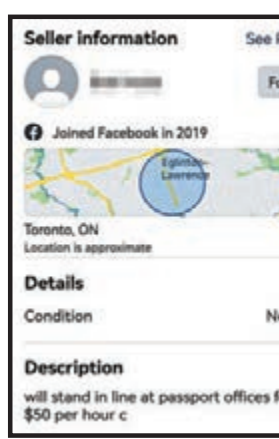 Seller information See
Joined Facebook in 2019
Eglinton-
Lawrence
Toronto, ON
Location is approximate
Details
Condition
Description
will stand in line at passport offices
$50 per hour c